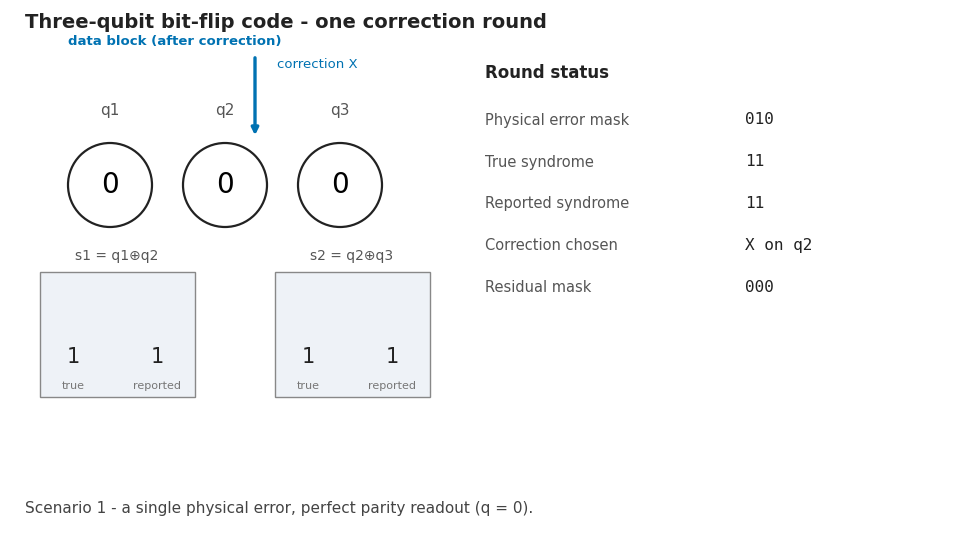 Three-qubit bit-flip code - one correction round
data block (after correction)
correction X
q1 q2 q3
0 0 0
s1 = q1⊕q2 s2 = q2⊕q3
1 1 1 1
true reported true reported
Round status
Physical error mask 010
True syndrome 11
Reported syndrome 11
Correction chosen X on q2
Residual mask 000
Scenario 1 - a single physical error, perfect parity readout (q = 0).